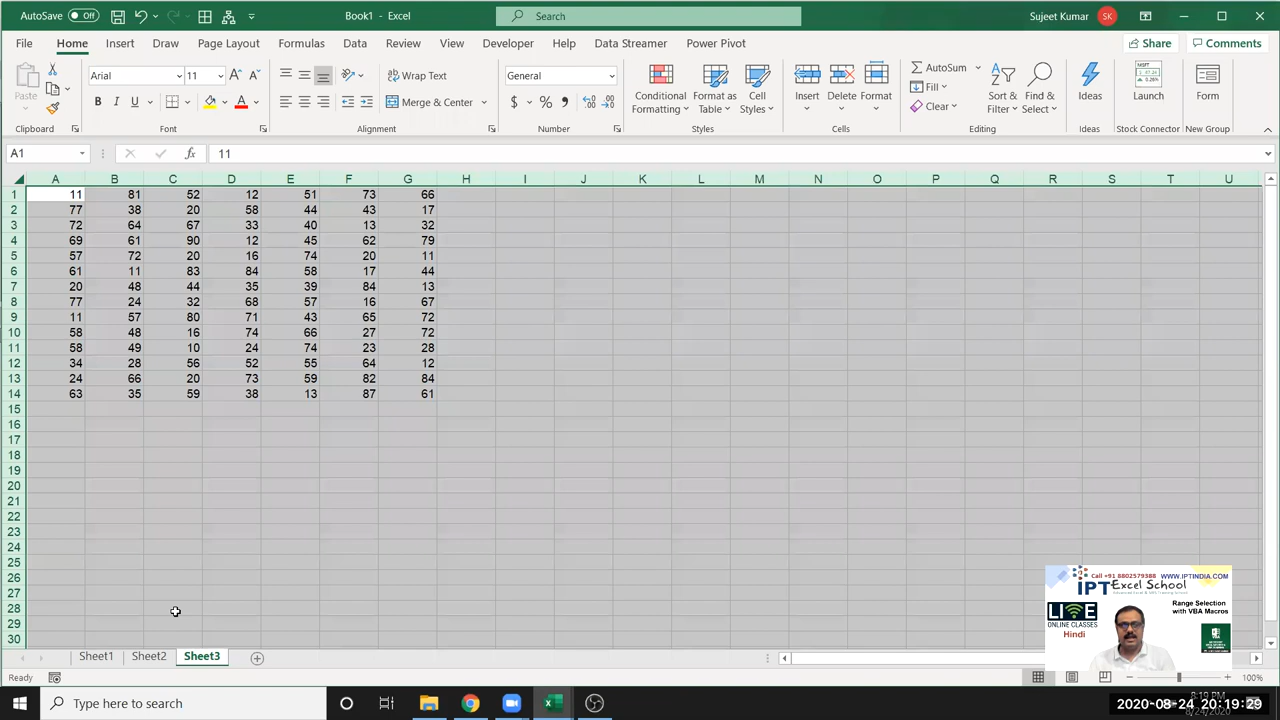 AutoSave Off
Book1 - Excel
Search
Sujeet Kumar SK
File Home Insert Draw Page Layout Formulas Data Review View Developer Help Data Streamer Power Pivot Share Comments
Paste
Arial 11
B I U A
Wrap Text
Merge & Center
General
$ % ,
Conditional Formatting
Format as Table
Cell Styles
Insert
Delete
Format
AutoSum
Fill
Clear
Sort & Filter
Find & Select
Ideas
Launch
Form
Clipboard Font Alignment Number Styles Cells Editing Ideas Stock Connector New Group
A1 fx 11
A B C D E F G H I J K L M N O P Q R S T U
1 11 81 52 12 51 73 66
2 77 38 20 58 44 43 17
3 72 64 67 33 40 13 32
4 69 61 90 12 45 62 79
5 57 72 20 16 74 20 11
6 61 11 83 84 58 17 44
7 20 48 44 35 39 84 13
8 77 24 32 68 57 16 67
9 11 57 80 71 43 65 72
10 58 48 16 74 66 27 72
11 58 49 10 24 74 23 28
12 34 28 56 52 55 64 12
13 24 66 20 73 59 82 84
14 63 35 59 38 13 87 61
15
16
17
18
19
20
21
22
23
24
25
26
27
28
29
30
Call +91 8802579388 WWW.IPTINDIA.COM
IPT Excel School
LIVE
ONLINE CLASSES
Hindi
Range Selection
with VBA Macros
Sheet1 Sheet2 Sheet3
Ready
100%
Type here to search
8:19 PM
8/24/2020
2020-08-24 20:19:29